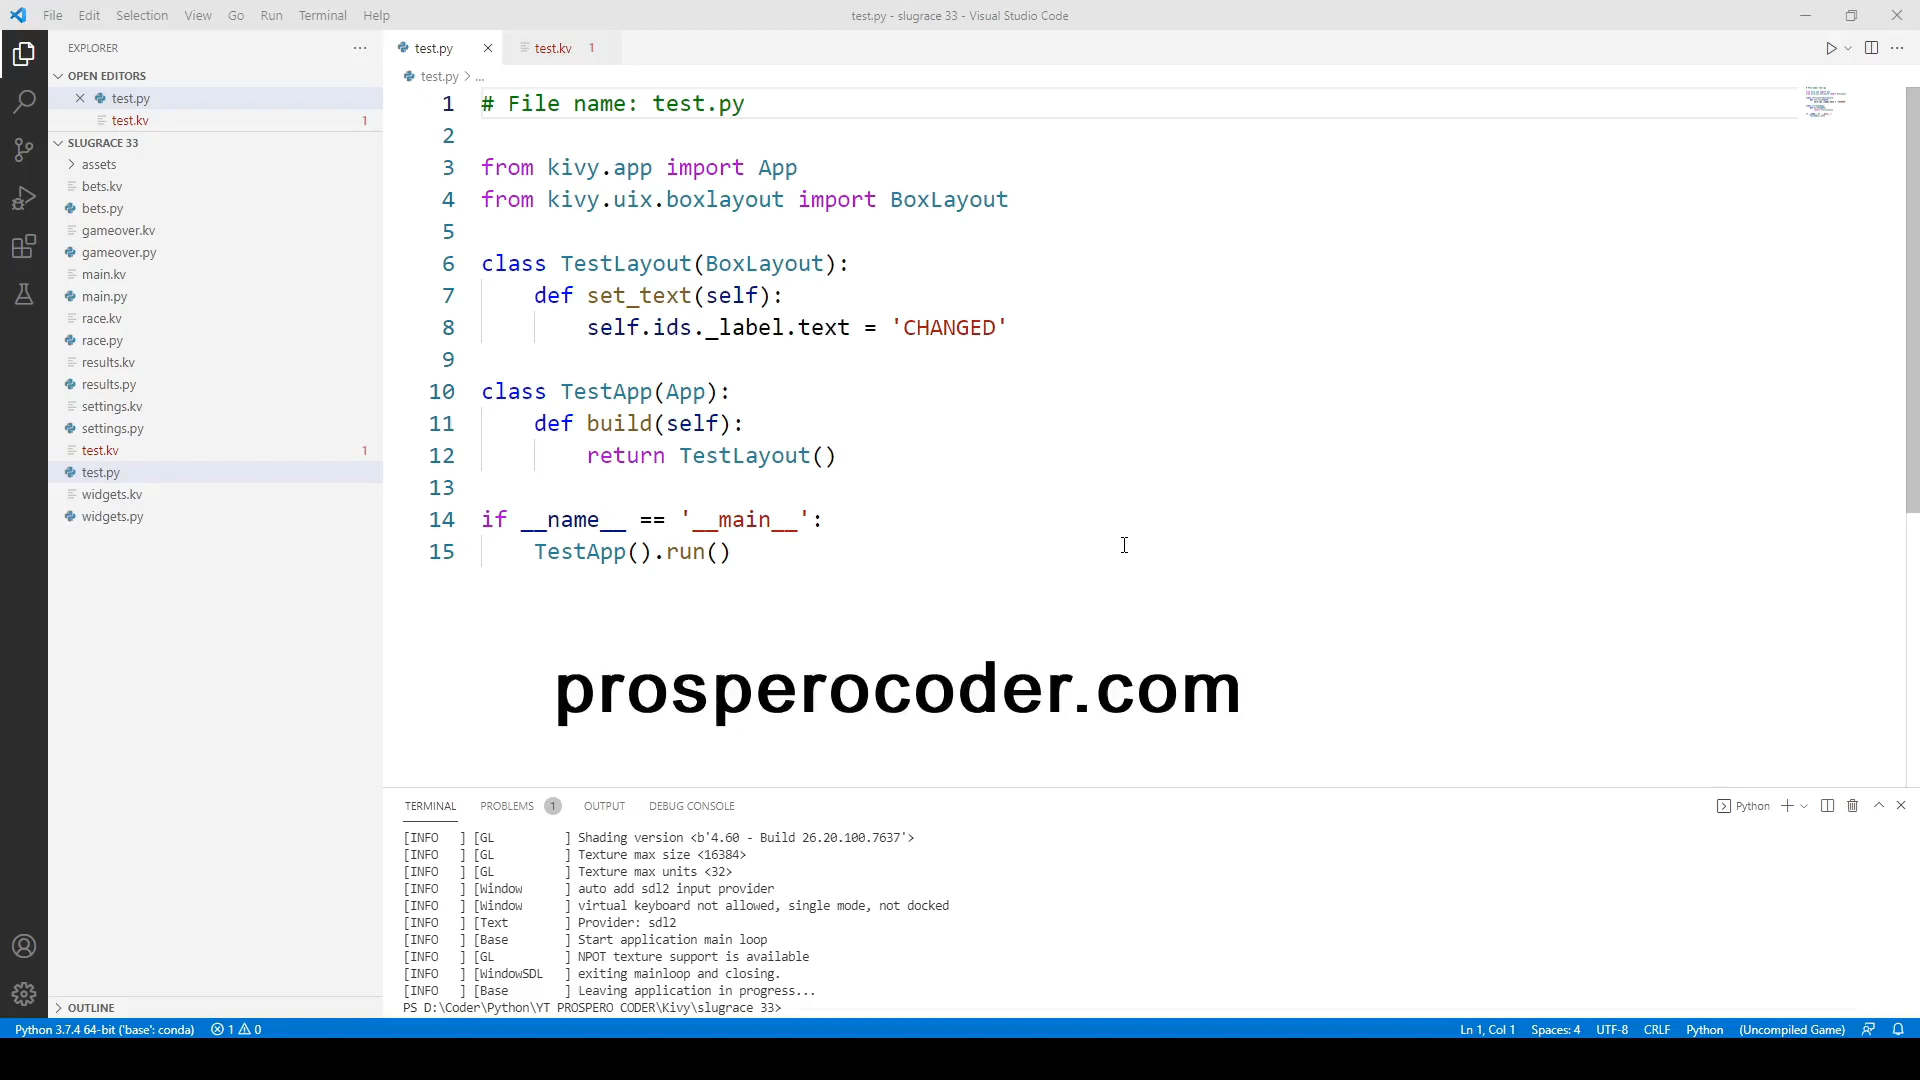 File Edit Selection View Go Run Terminal Help
test.py - slugrace 33 - Visual Studio Code
EXPLORER
OPEN EDITORS
test.py
test.kv 1
SLUGRACE 33
assets
bets.kv
bets.py
gameover.kv
gameover.py
main.kv
main.py
race.kv
race.py
results.kv
results.py
settings.kv
settings.py
test.kv 1
test.py
widgets.kv
widgets.py
OUTLINE
test.py test.kv 1
test.py > ...
1 # File name: test.py
2
3 from kivy.app import App
4 from kivy.uix.boxlayout import BoxLayout
5
6 class TestLayout(BoxLayout):
7 def set_text(self):
8 self.ids._label.text = 'CHANGED'
9
10 class TestApp(App):
11 def build(self):
12 return TestLayout()
13
14 if __name__ == '__main__':
15 TestApp().run()
prosperocoder.com
TERMINAL PROBLEMS 1 OUTPUT DEBUG CONSOLE
Python
[INFO ] [GL ] Shading version <b'4.60 - Build 26.20.100.7637'>
[INFO ] [GL ] Texture max size <16384>
[INFO ] [GL ] Texture max units <32>
[INFO ] [Window ] auto add sdl2 input provider
[INFO ] [Window ] virtual keyboard not allowed, single mode, not docked
[INFO ] [Text ] Provider: sdl2
[INFO ] [Base ] Start application main loop
[INFO ] [GL ] NPOT texture support is available
[INFO ] [WindowSDL ] exiting mainloop and closing.
[INFO ] [Base ] Leaving application in progress...
PS D:\Coder\Python\YT PROSPERO CODER\Kivy\slugrace 33>
Python 3.7.4 64-bit ('base': conda) 1 0
Ln 1, Col 1 Spaces: 4 UTF-8 CRLF Python (Uncompiled Game)